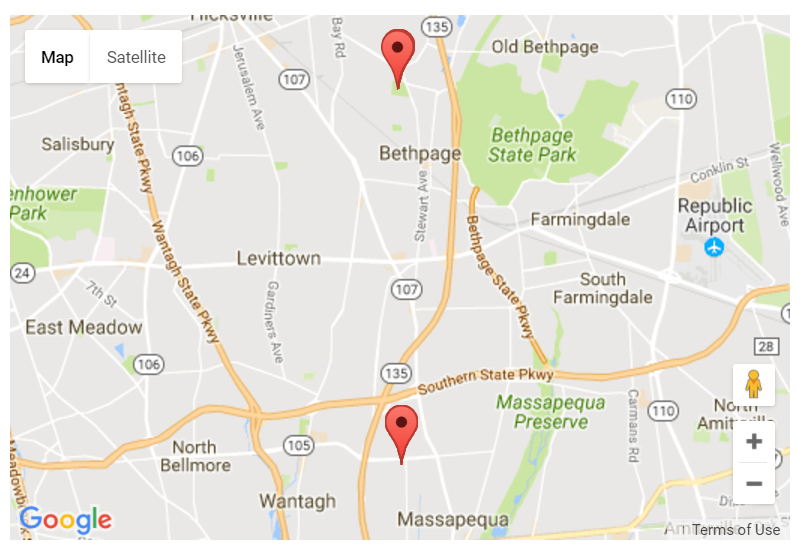 Hicksville
Map
Satellite
Bay Rd
135
Old Bethpage
Jerusalem Ave
107
110
Wantagh State Pkwy
Salisbury
106
Bethpage
Bethpage
State Park
Conklin St
Wellwood Ave
Park
Stewart Ave
Republic
Airport
Farmingdale
Wantagh State Pkwy
Bethpage State Pkwy
Levittown
24
7th St
107
South
Farmingdale
Gardiners Ave
East Meadow
28
106
135
Southern State Pkwy
Massapequa
Preserve
Carmans Rd
110
North
105
North
Bellmore
Wantagh
Massapequa
Google
Terms of Use